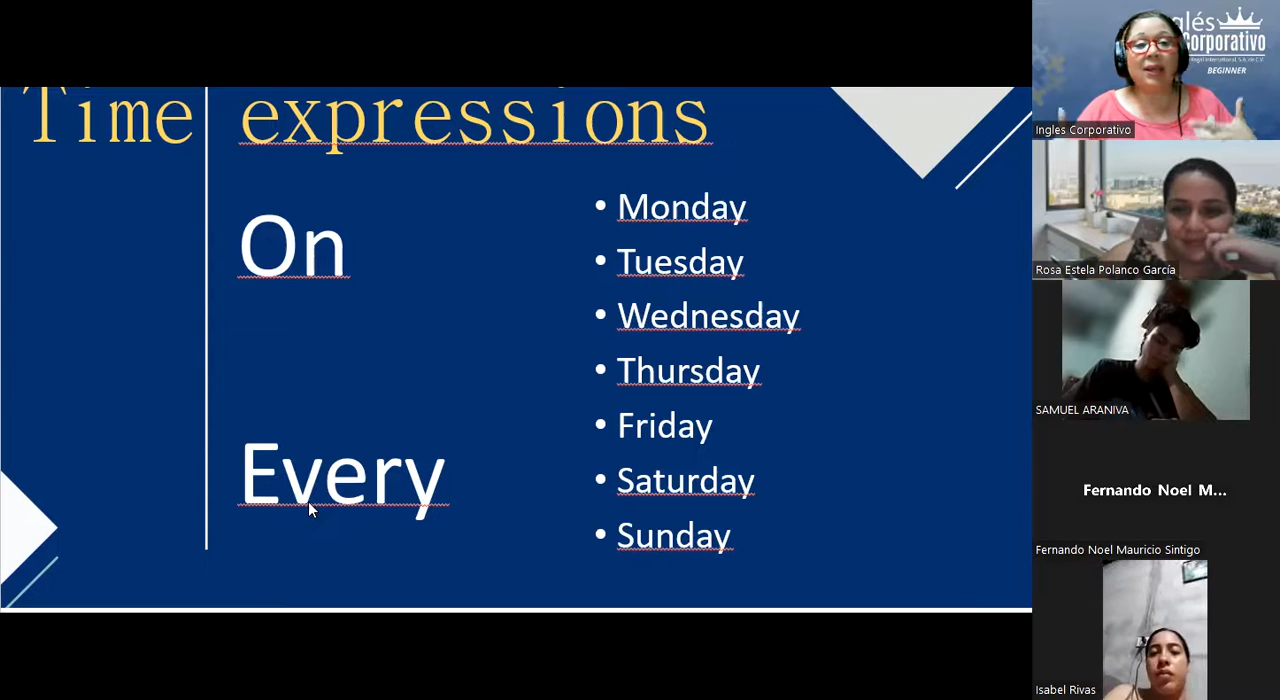 Time expressions
On
Every
• Monday
• Tuesday
• Wednesday
• Thursday
• Friday
• Saturday
• Sunday
glés
Corporativo
BEGINNER
Ingles Corporativo
Rosa Estela Polanco García
SAMUEL ARANIVA
Fernando Noel M...
Fernando Noel Mauricio Sintigo
Isabel Rivas